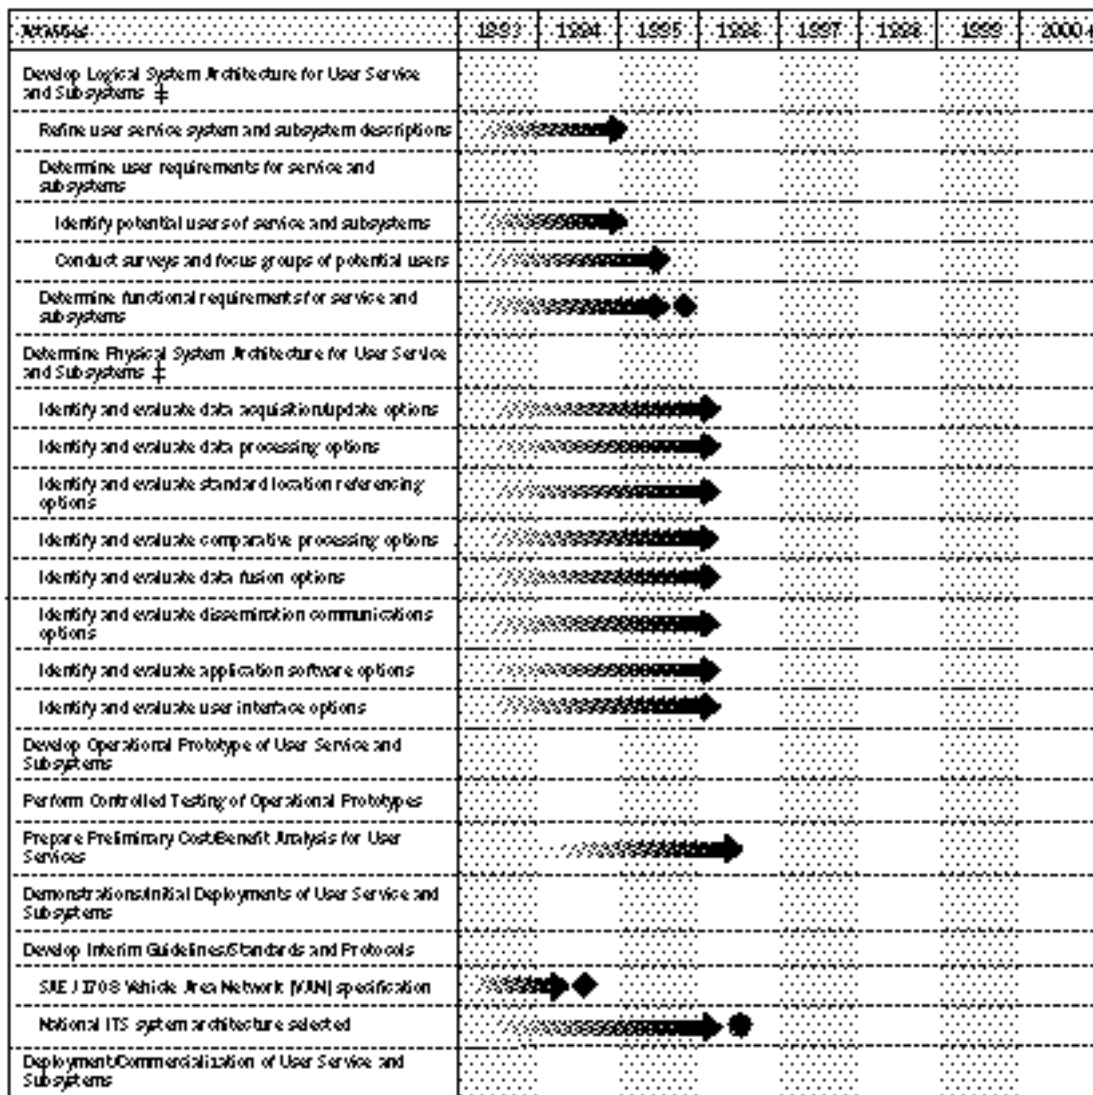 Activities 1993 1994 1995 1996 1997 1998 1999 2000+
Develop Logical System Architecture for User Service
and Subsystems ‡
Refine user service system and subsystem descriptions
Determine user requirements for service and
subsystems
Identify potential users of service and subsystems
Conduct surveys and focus groups of potential users
Determine functional requirements for service and
subsystems
Determine Physical System Architecture for User Service
and Subsystems ‡
Identify and evaluate data acquisition/update options
Identify and evaluate data processing options
Identify and evaluate standard location referencing
options
Identify and evaluate comparative processing options
Identify and evaluate data fusion options
Identify and evaluate dissemination communications
options
Identify and evaluate application software options
Identify and evaluate user interface options
Develop Operational Prototype of User Service and
Subsystems
Perform Controlled Testing of Operational Prototypes
Prepare Preliminary Cost/Benefit Analysis for User
Services
Demonstrations/Initial Deployments of User Service and
Subsystems
Develop Interim Guidelines/Standards and Protocols
SAE J1708 Vehicle Area Network (VAN) specification
National ITS system architecture selected
Deployment/Commercialization of User Service and
Subsystems